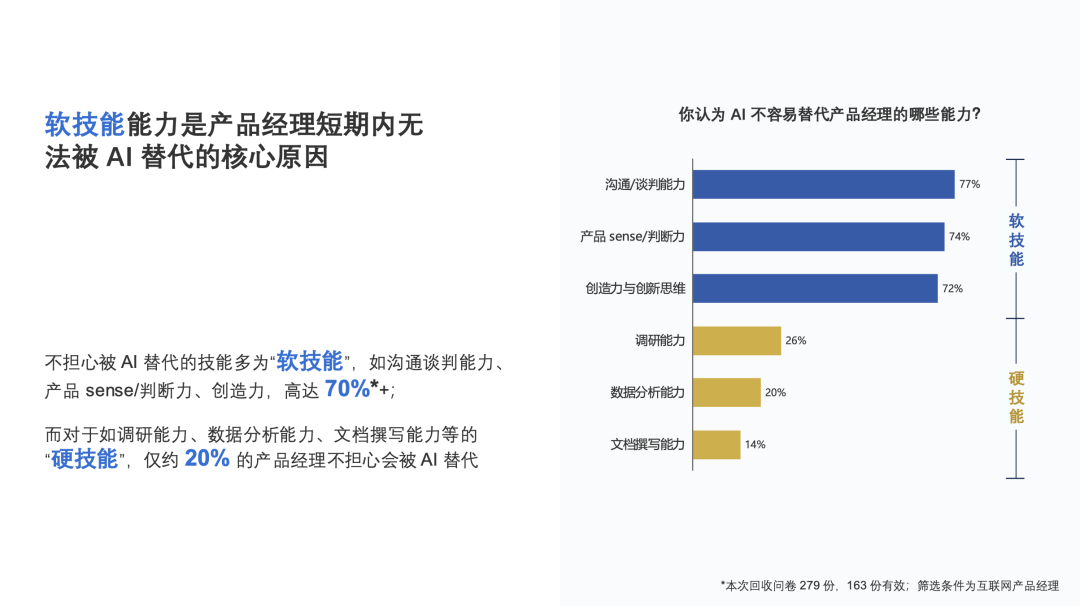 软技能能力是产品经理短期内无
法被 AI 替代的核心原因
不担心被 AI 替代的技能多为“软技能”，如沟通谈判能力、
产品 sense/判断力、创造力，高达 70%*+；
而对于如调研能力、数据分析能力、文档撰写能力等的
“硬技能”，仅约 20% 的产品经理不担心会被 AI 替代
你认为 AI 不容易替代产品经理的哪些能力?
沟通/谈判能力 77%
产品 sense/判断力 74%
创造力与创新思维 72%
调研能力 26%
数据分析能力 20%
文档撰写能力 14%
软技能
硬技能
*本次回收问卷 279 份，163 份有效；筛选条件为互联网产品经理